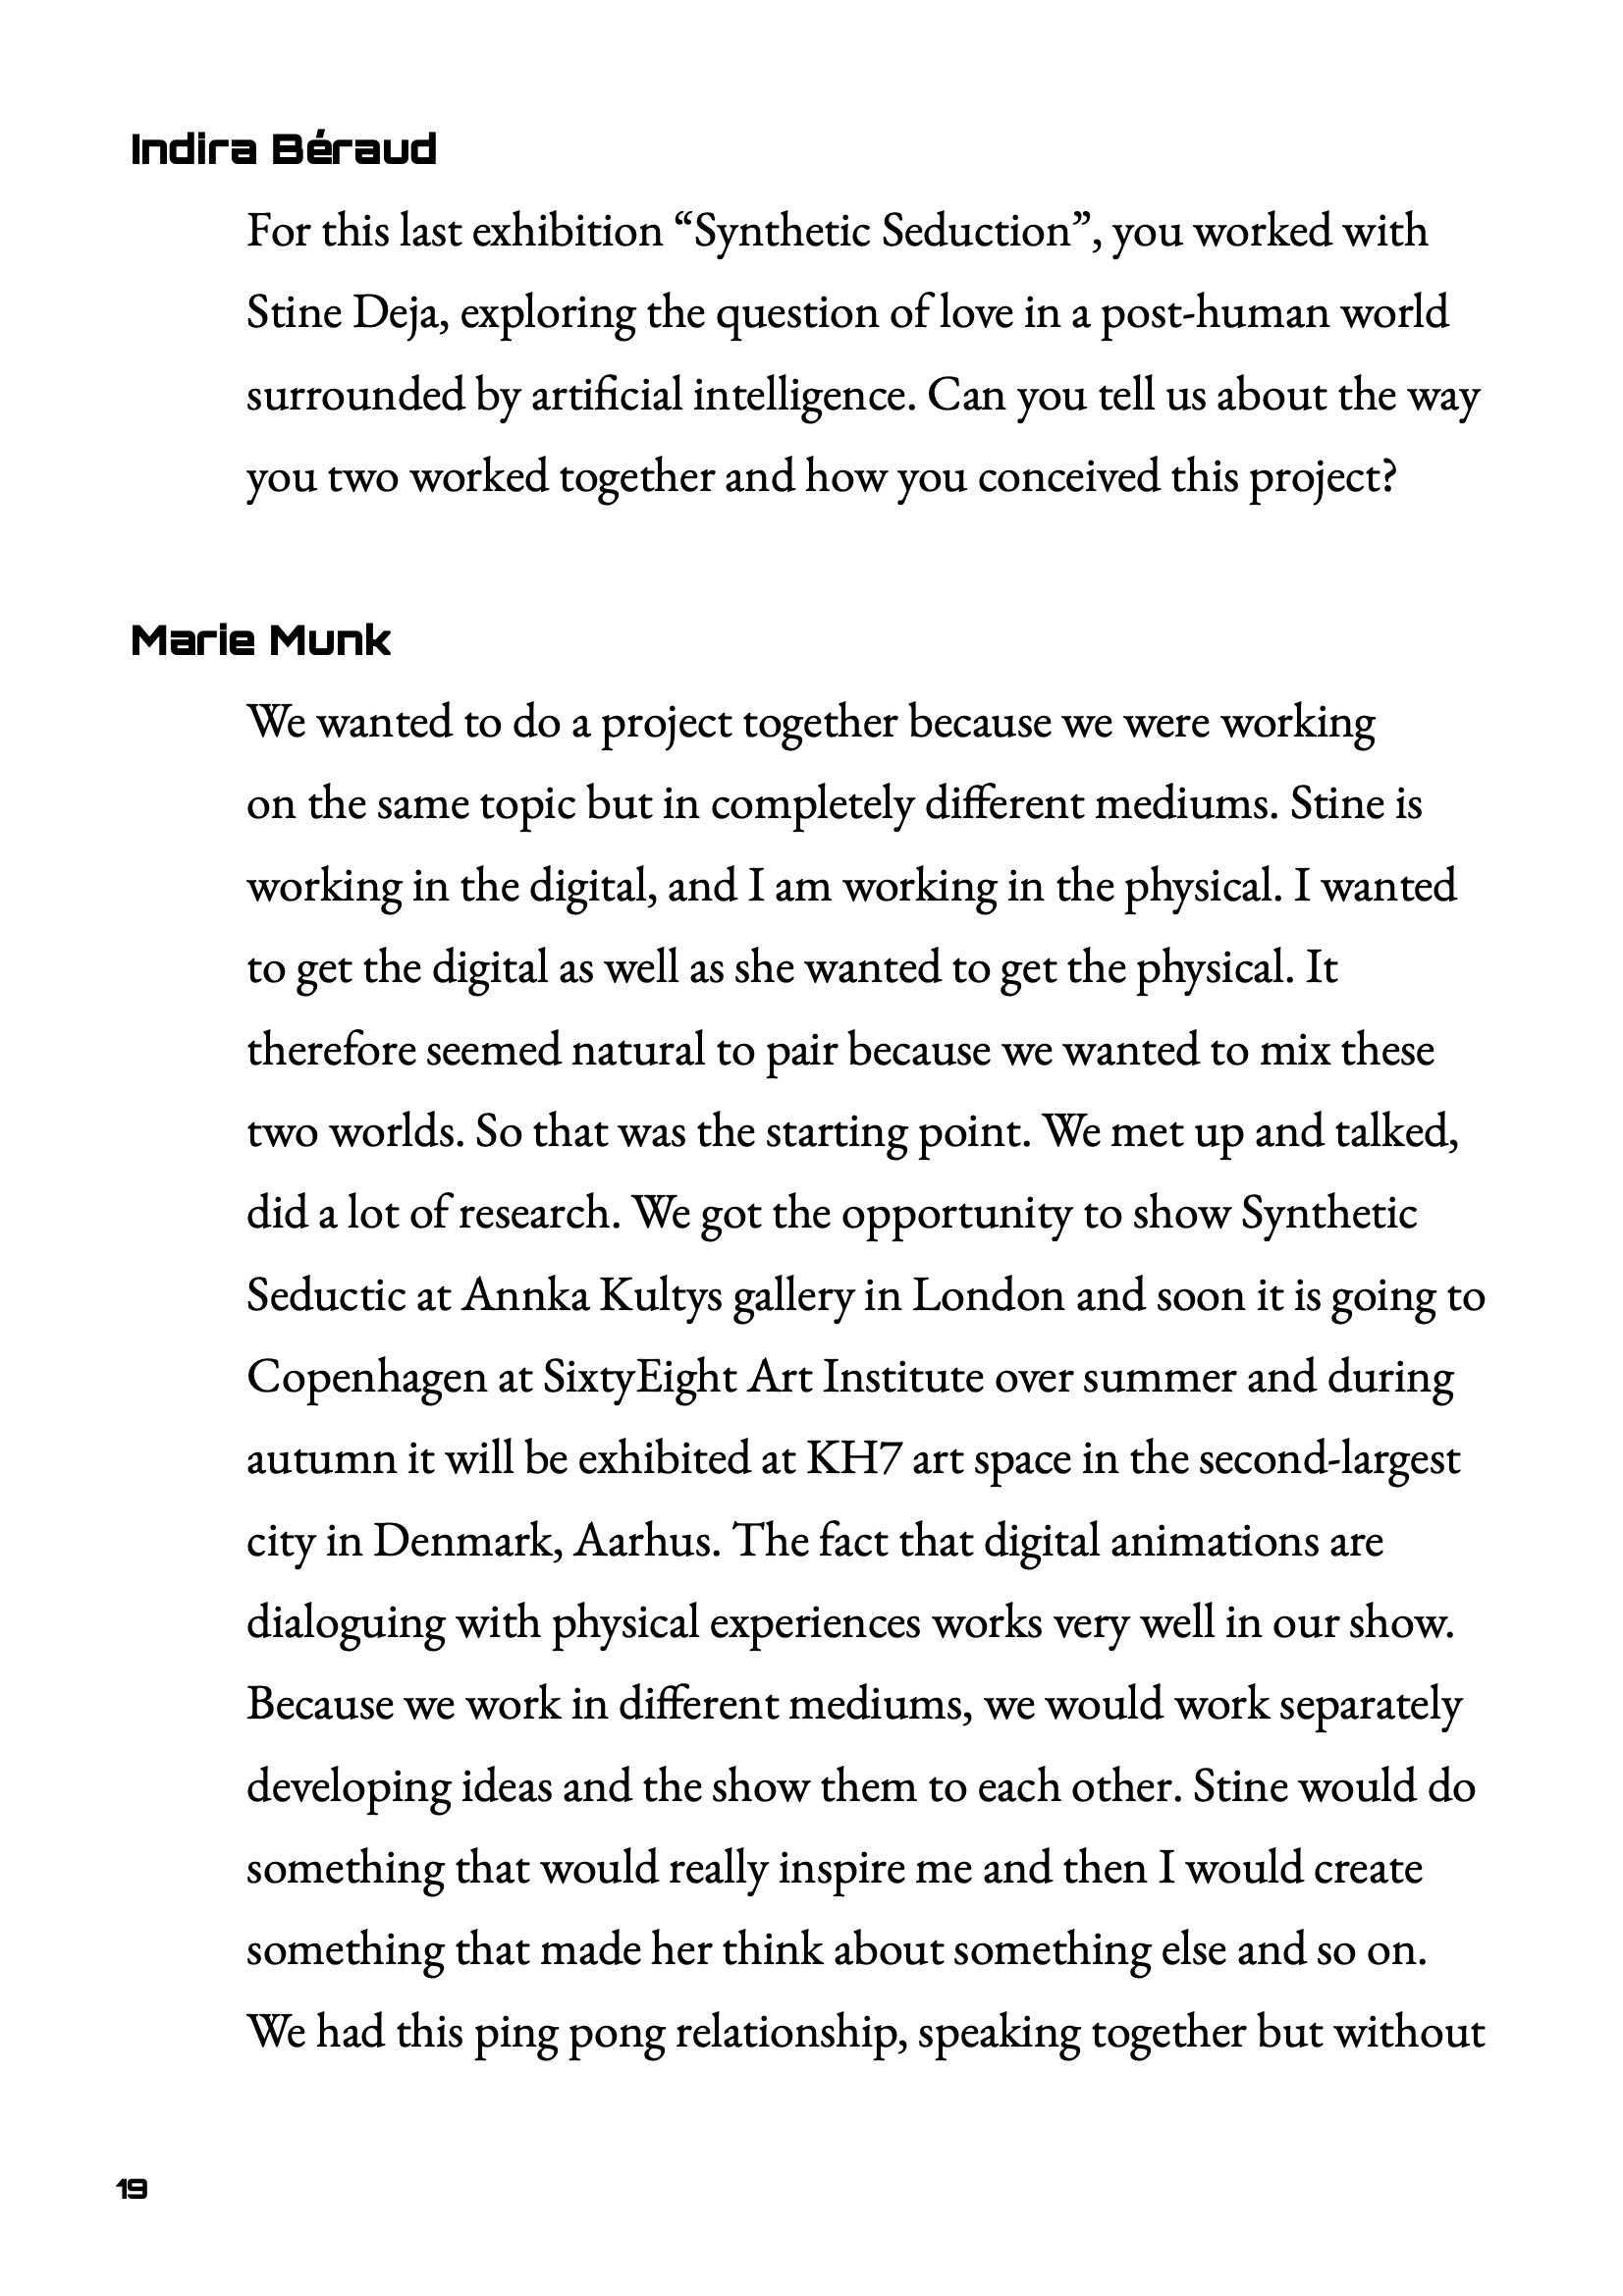 Indira Béraud
For this last exhibition “Synthetic Seduction”, you worked with
Stine Deja, exploring the question of love in a post-human world
surrounded by artificial intelligence. Can you tell us about the way
you two worked together and how you conceived this project?
Marie Munk
We wanted to do a project together because we were working
on the same topic but in completely different mediums. Stine is
working in the digital, and I am working in the physical. I wanted
to get the digital as well as she wanted to get the physical. It
therefore seemed natural to pair because we wanted to mix these
two worlds. So that was the starting point. We met up and talked,
did a lot of research. We got the opportunity to show Synthetic
Seductic at Annka Kultys gallery in London and soon it is going to
Copenhagen at SixtyEight Art Institute over summer and during
autumn it will be exhibited at KH7 art space in the second-largest
city in Denmark, Aarhus. The fact that digital animations are
dialoguing with physical experiences works very well in our show.
Because we work in different mediums, we would work separately
developing ideas and the show them to each other. Stine would do
something that would really inspire me and then I would create
something that made her think about something else and so on.
We had this ping pong relationship, speaking together but without
19